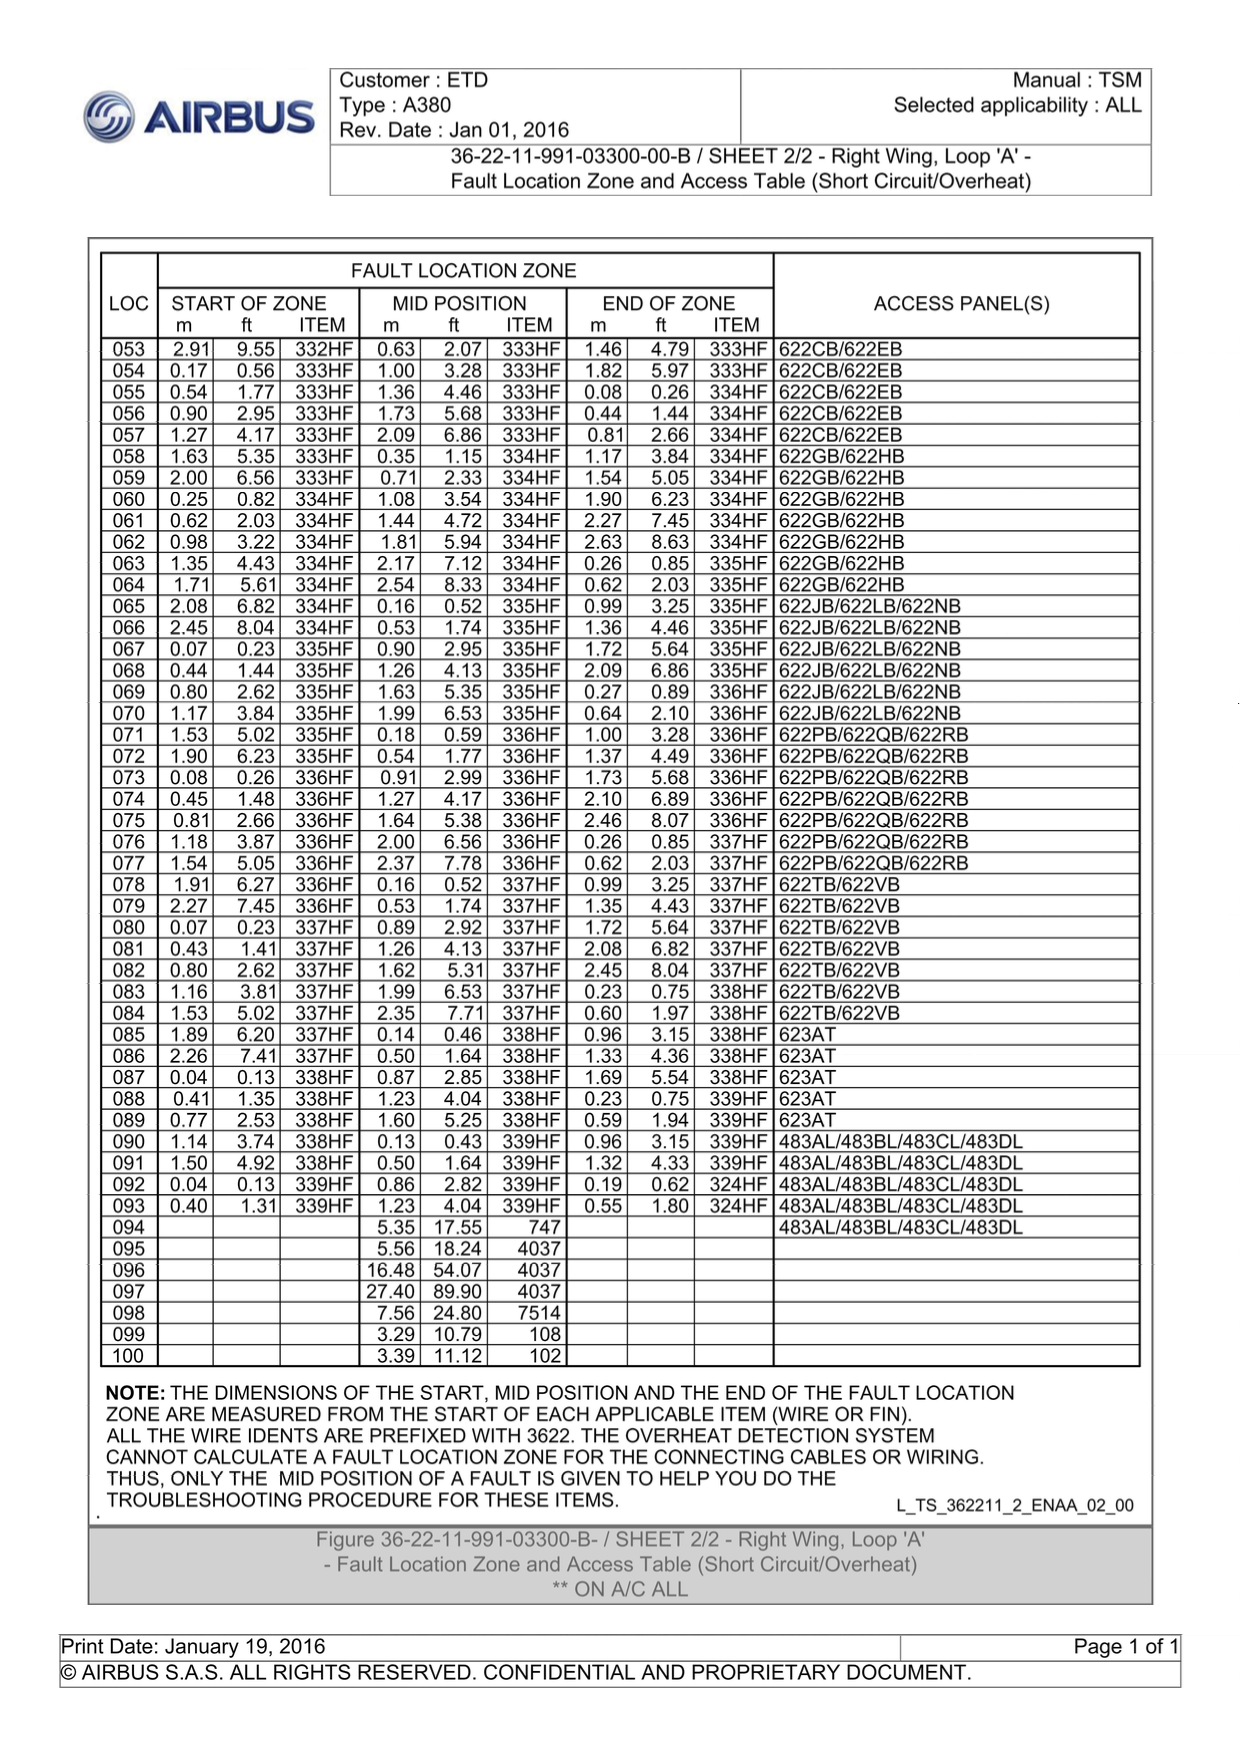 AIRBUS
Customer : ETD
Type : A380
Rev. Date : Jan 01, 2016
Manual : TSM
Selected applicability : ALL
36-22-11-991-03300-00-B / SHEET 2/2 - Right Wing, Loop 'A' -
Fault Location Zone and Access Table (Short Circuit/Overheat)
FAULT LOCATION ZONE
LOC START OF ZONE MID POSITION END OF ZONE ACCESS PANEL(S)
m ft ITEM m ft ITEM m ft ITEM
053 2.91 9.55 332HF 0.63 2.07 333HF 1.46 4.79 333HF 622CB/622EB
054 0.17 0.56 333HF 1.00 3.28 333HF 1.82 5.97 333HF 622CB/622EB
055 0.54 1.77 333HF 1.36 4.46 333HF 0.08 0.26 334HF 622CB/622EB
056 0.90 2.95 333HF 1.73 5.68 333HF 0.44 1.44 334HF 622CB/622EB
057 1.27 4.17 333HF 2.09 6.86 333HF 0.81 2.66 334HF 622CB/622EB
058 1.63 5.35 333HF 0.35 1.15 334HF 1.17 3.84 334HF 622GB/622HB
059 2.00 6.56 333HF 0.71 2.33 334HF 1.54 5.05 334HF 622GB/622HB
060 0.25 0.82 334HF 1.08 3.54 334HF 1.90 6.23 334HF 622GB/622HB
061 0.62 2.03 334HF 1.44 4.72 334HF 2.27 7.45 334HF 622GB/622HB
062 0.98 3.22 334HF 1.81 5.94 334HF 2.63 8.63 334HF 622GB/622HB
063 1.35 4.43 334HF 2.17 7.12 334HF 0.26 0.85 335HF 622GB/622HB
064 1.71 5.61 334HF 2.54 8.33 334HF 0.62 2.03 335HF 622GB/622HB
065 2.08 6.82 334HF 0.16 0.52 335HF 0.99 3.25 335HF 622JB/622LB/622NB
066 2.45 8.04 334HF 0.53 1.74 335HF 1.36 4.46 335HF 622JB/622LB/622NB
067 0.07 0.23 335HF 0.90 2.95 335HF 1.72 5.64 335HF 622JB/622LB/622NB
068 0.44 1.44 335HF 1.26 4.13 335HF 2.09 6.86 335HF 622JB/622LB/622NB
069 0.80 2.62 335HF 1.63 5.35 335HF 0.27 0.89 336HF 622JB/622LB/622NB
070 1.17 3.84 335HF 1.99 6.53 335HF 0.64 2.10 336HF 622JB/622LB/622NB
071 1.53 5.02 335HF 0.18 0.59 336HF 1.00 3.28 336HF 622PB/622QB/622RB
072 1.90 6.23 335HF 0.54 1.77 336HF 1.37 4.49 336HF 622PB/622QB/622RB
073 0.08 0.26 336HF 0.91 2.99 336HF 1.73 5.68 336HF 622PB/622QB/622RB
074 0.45 1.48 336HF 1.27 4.17 336HF 2.10 6.89 336HF 622PB/622QB/622RB
075 0.81 2.66 336HF 1.64 5.38 336HF 2.46 8.07 336HF 622PB/622QB/622RB
076 1.18 3.87 336HF 2.00 6.56 336HF 0.26 0.85 337HF 622PB/622QB/622RB
077 1.54 5.05 336HF 2.37 7.78 336HF 0.62 2.03 337HF 622PB/622QB/622RB
078 1.91 6.27 336HF 0.16 0.52 337HF 0.99 3.25 337HF 622TB/622VB
079 2.27 7.45 336HF 0.53 1.74 337HF 1.35 4.43 337HF 622TB/622VB
080 0.07 0.23 337HF 0.89 2.92 337HF 1.72 5.64 337HF 622TB/622VB
081 0.43 1.41 337HF 1.26 4.13 337HF 2.08 6.82 337HF 622TB/622VB
082 0.80 2.62 337HF 1.62 5.31 337HF 2.45 8.04 337HF 622TB/622VB
083 1.16 3.81 337HF 1.99 6.53 337HF 0.23 0.75 338HF 622TB/622VB
084 1.53 5.02 337HF 2.35 7.71 337HF 0.60 1.97 338HF 622TB/622VB
085 1.89 6.20 337HF 0.14 0.46 338HF 0.96 3.15 338HF 623AT
086 2.26 7.41 337HF 0.50 1.64 338HF 1.33 4.36 338HF 623AT
087 0.04 0.13 338HF 0.87 2.85 338HF 1.69 5.54 338HF 623AT
088 0.41 1.35 338HF 1.23 4.04 338HF 0.23 0.75 339HF 623AT
089 0.77 2.53 338HF 1.60 5.25 338HF 0.59 1.94 339HF 623AT
090 1.14 3.74 338HF 0.13 0.43 339HF 0.96 3.15 339HF 483AL/483BL/483CL/483DL
091 1.50 4.92 338HF 0.50 1.64 339HF 1.32 4.33 339HF 483AL/483BL/483CL/483DL
092 0.04 0.13 339HF 0.86 2.82 339HF 0.19 0.62 324HF 483AL/483BL/483CL/483DL
093 0.40 1.31 339HF 1.23 4.04 339HF 0.55 1.80 324HF 483AL/483BL/483CL/483DL
094 5.35 17.55 747 483AL/483BL/483CL/483DL
095 5.56 18.24 4037
096 16.48 54.07 4037
097 27.40 89.90 4037
098 7.56 24.80 7514
099 3.29 10.79 108
100 3.39 11.12 102
NOTE: THE DIMENSIONS OF THE START, MID POSITION AND THE END OF THE FAULT LOCATION
ZONE ARE MEASURED FROM THE START OF EACH APPLICABLE ITEM (WIRE OR FIN).
ALL THE WIRE IDENTS ARE PREFIXED WITH 3622. THE OVERHEAT DETECTION SYSTEM
CANNOT CALCULATE A FAULT LOCATION ZONE FOR THE CONNECTING CABLES OR WIRING.
THUS, ONLY THE MID POSITION OF A FAULT IS GIVEN TO HELP YOU DO THE
TROUBLESHOOTING PROCEDURE FOR THESE ITEMS.
L_TS_362211_2_ENAA_02_00
Figure 36-22-11-991-03300-B- / SHEET 2/2 - Right Wing, Loop 'A'
- Fault Location Zone and Access Table (Short Circuit/Overheat)
** ON A/C ALL
Print Date: January 19, 2016
Page 1 of 1
© AIRBUS S.A.S. ALL RIGHTS RESERVED. CONFIDENTIAL AND PROPRIETARY DOCUMENT.